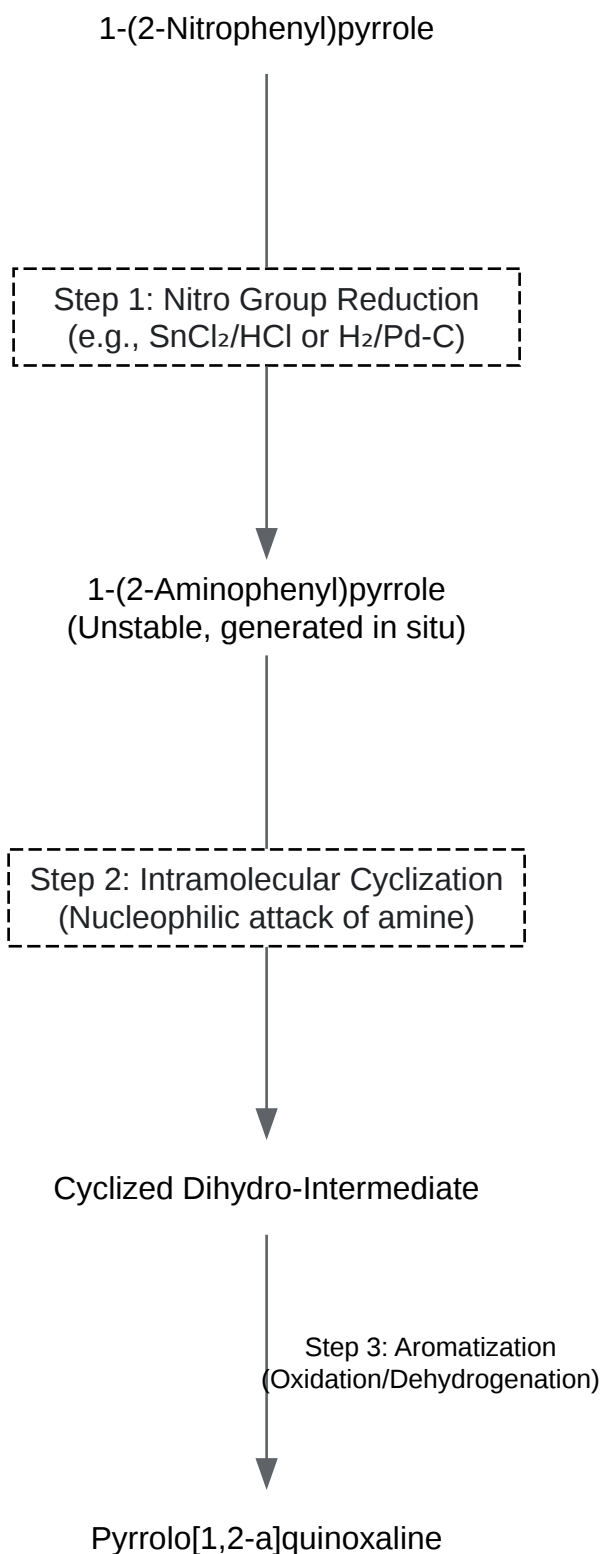 1-(2-Nitrophenyl)pyrrole
Step 1: Nitro Group Reduction
(e.g., SnCl₂/HCl or H₂/Pd-C)
1-(2-Aminophenyl)pyrrole
(Unstable, generated in situ)
Step 2: Intramolecular Cyclization
(Nucleophilic attack of amine)
Cyclized Dihydro-Intermediate
Step 3: Aromatization
(Oxidation/Dehydrogenation)
Pyrrolo[1,2-a]quinoxaline